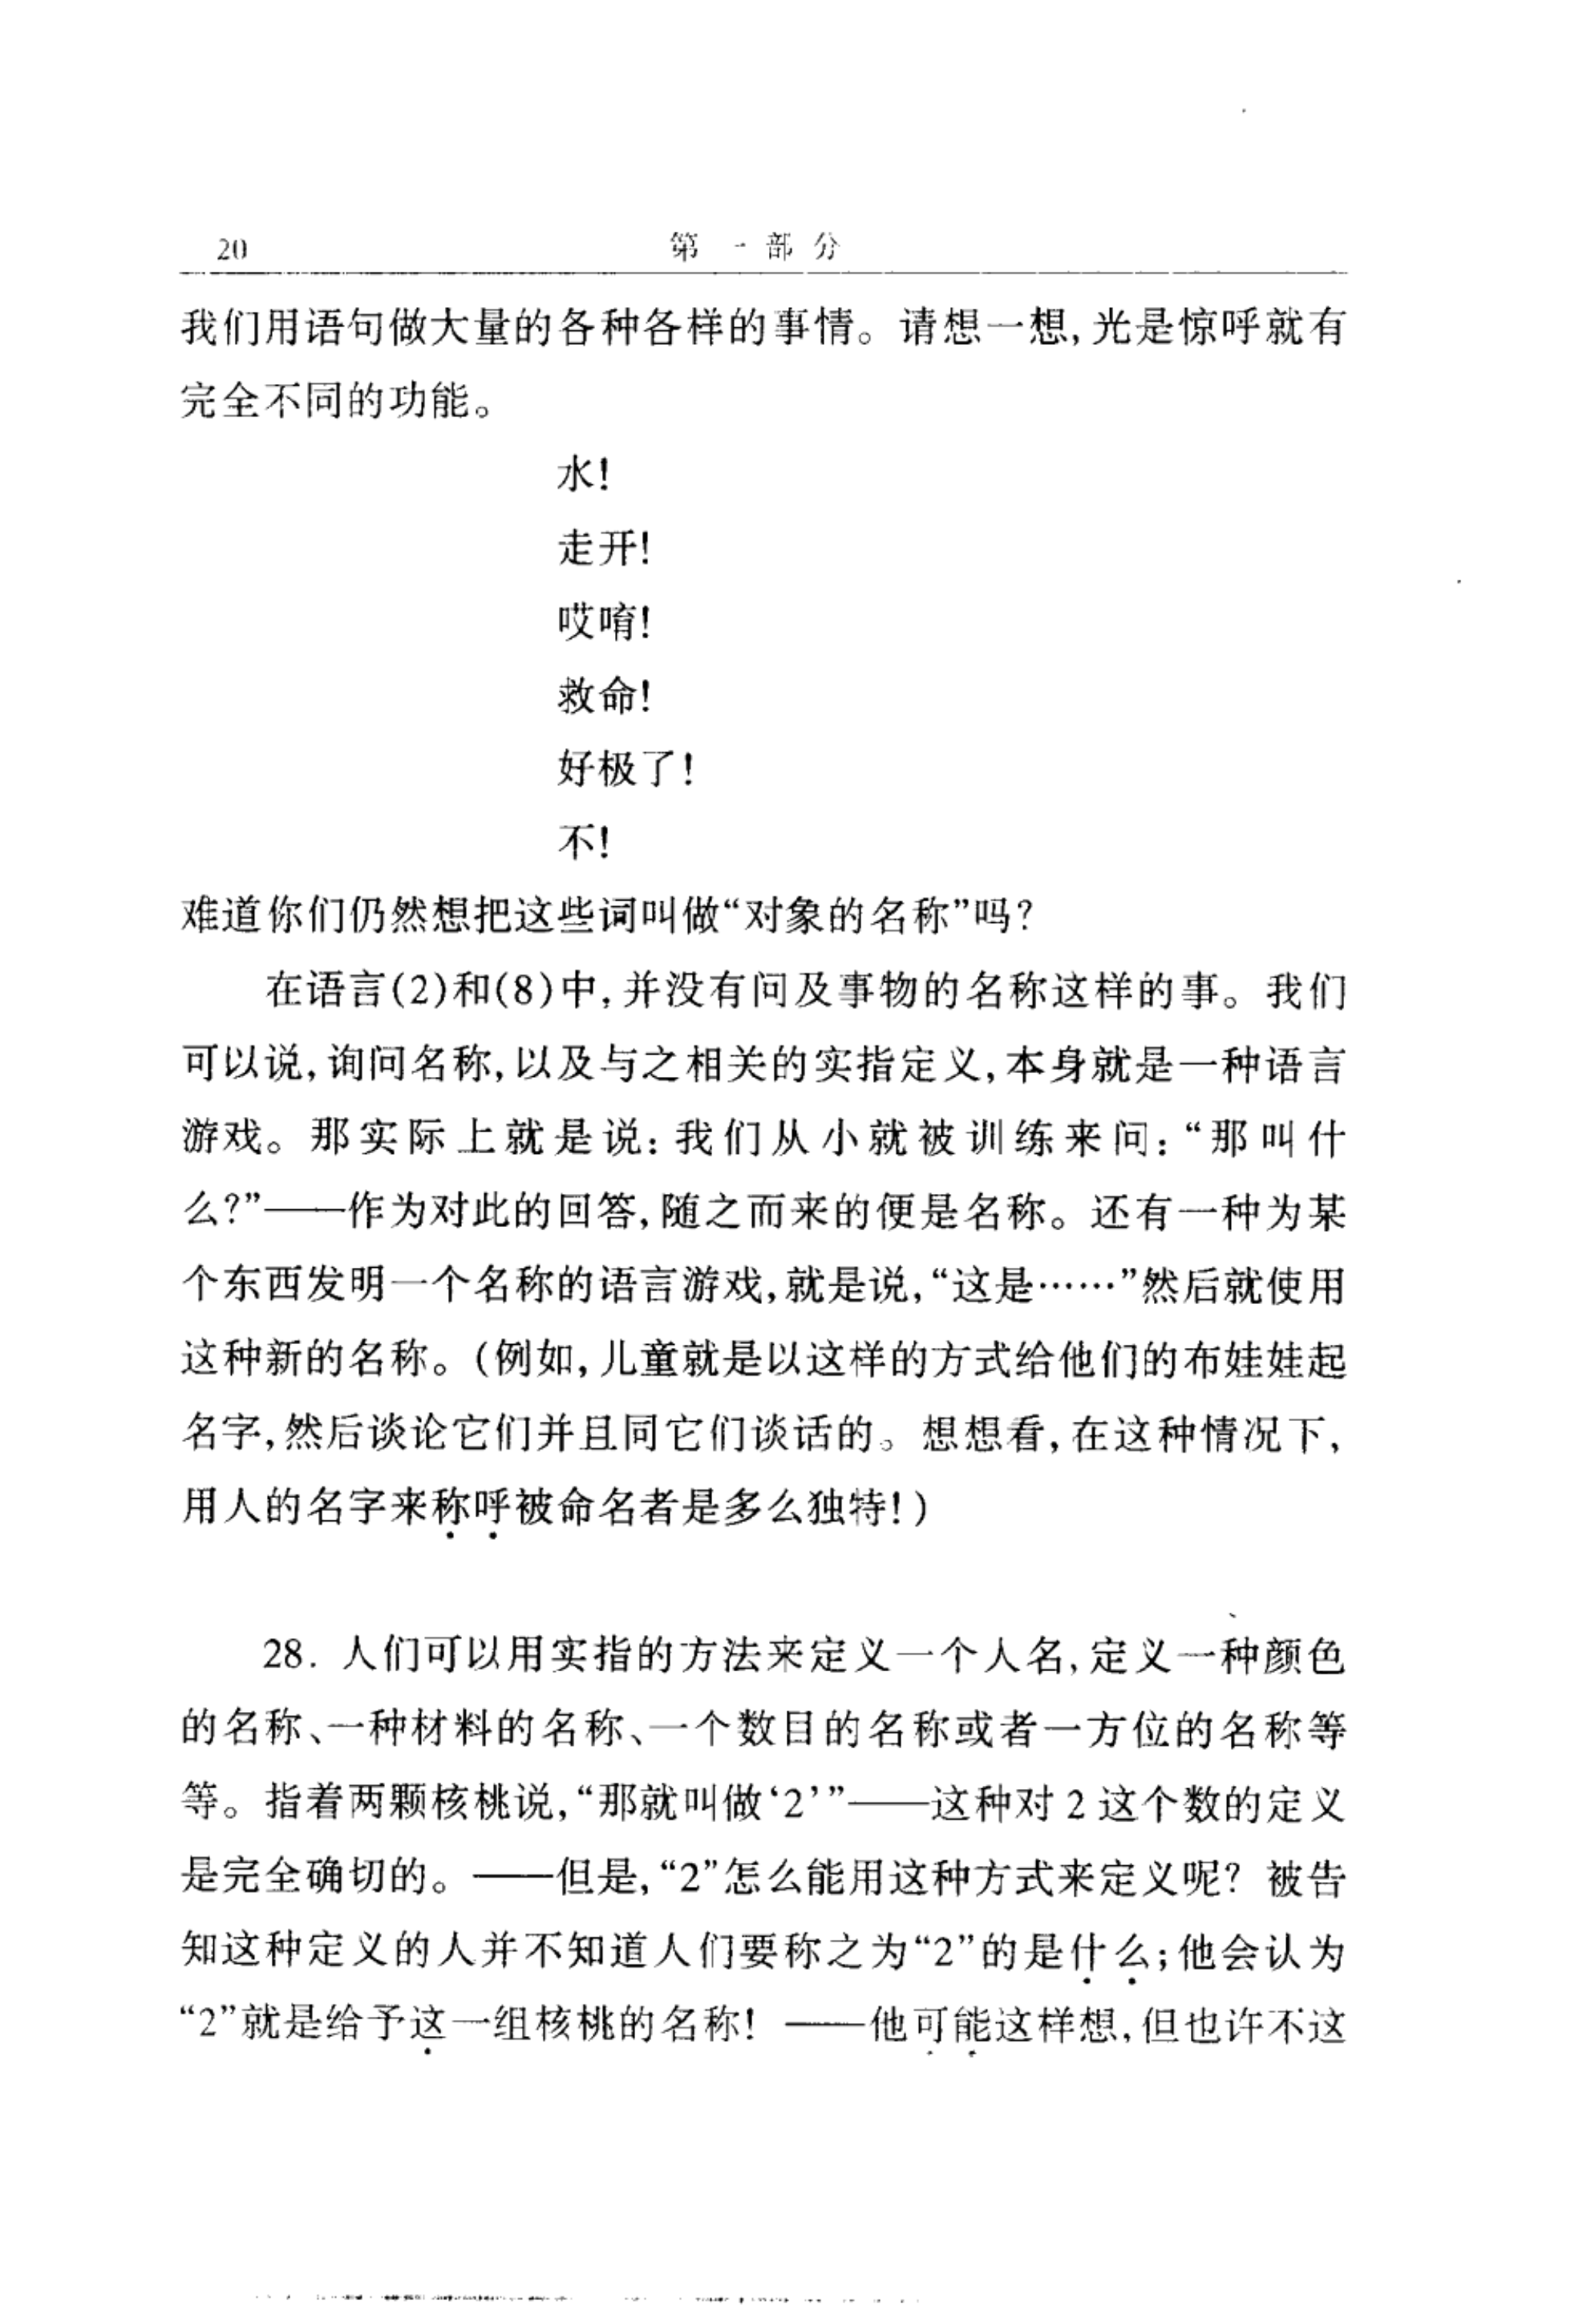 20
第一部分
我们用语句做大量的各种各样的事情。请想一想,光是惊呼就有
完全不同的功能。
水!
走开!
哎唷!
救命!
好极了!
不!
难道你们仍然想把这些词叫做“对象的名称”吗?
在语言(2)和(8)中,并没有问及事物的名称这样的事。我们
可以说,询问名称,以及与之相关的实指定义,本身就是一种语言
游戏。那实际上就是说:我们从小就被训练来问:“那叫什
么?”——作为对此的回答,随之而来的便是名称。还有一种为某
个东西发明一个名称的语言游戏,就是说,“这是……”然后就使用
这种新的名称。(例如,儿童就是以这样的方式给他们的布娃娃起
名字,然后谈论它们并且同它们谈话的。想想看,在这种情况下,
用人的名字来称呼被命名者是多么独特!)
28. 人们可以用实指的方法来定义一个人名,定义一种颜色
的名称、一种材料的名称、一个数目的名称或者一方位的名称等
等。指着两颗核桃说,“那就叫做‘2’”——这种对2这个数的定义
是完全确切的。——但是,“2”怎么能用这种方式来定义呢?被告
知这种定义的人并不知道人们要称之为“2”的是什么;他会认为
“2”就是给予这一组核桃的名称!——他可能这样想,但也许不这